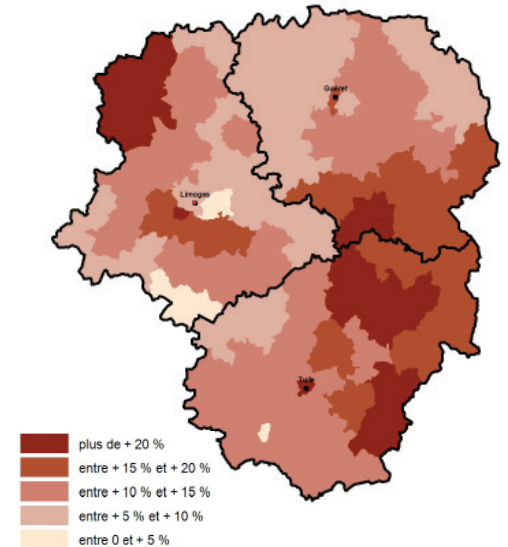 Guéret
Limoges
Tulle
plus de + 20 %
entre + 15 % et + 20 %
entre + 10 % et + 15 %
entre + 5 % et + 10 %
entre 0 et + 5 %